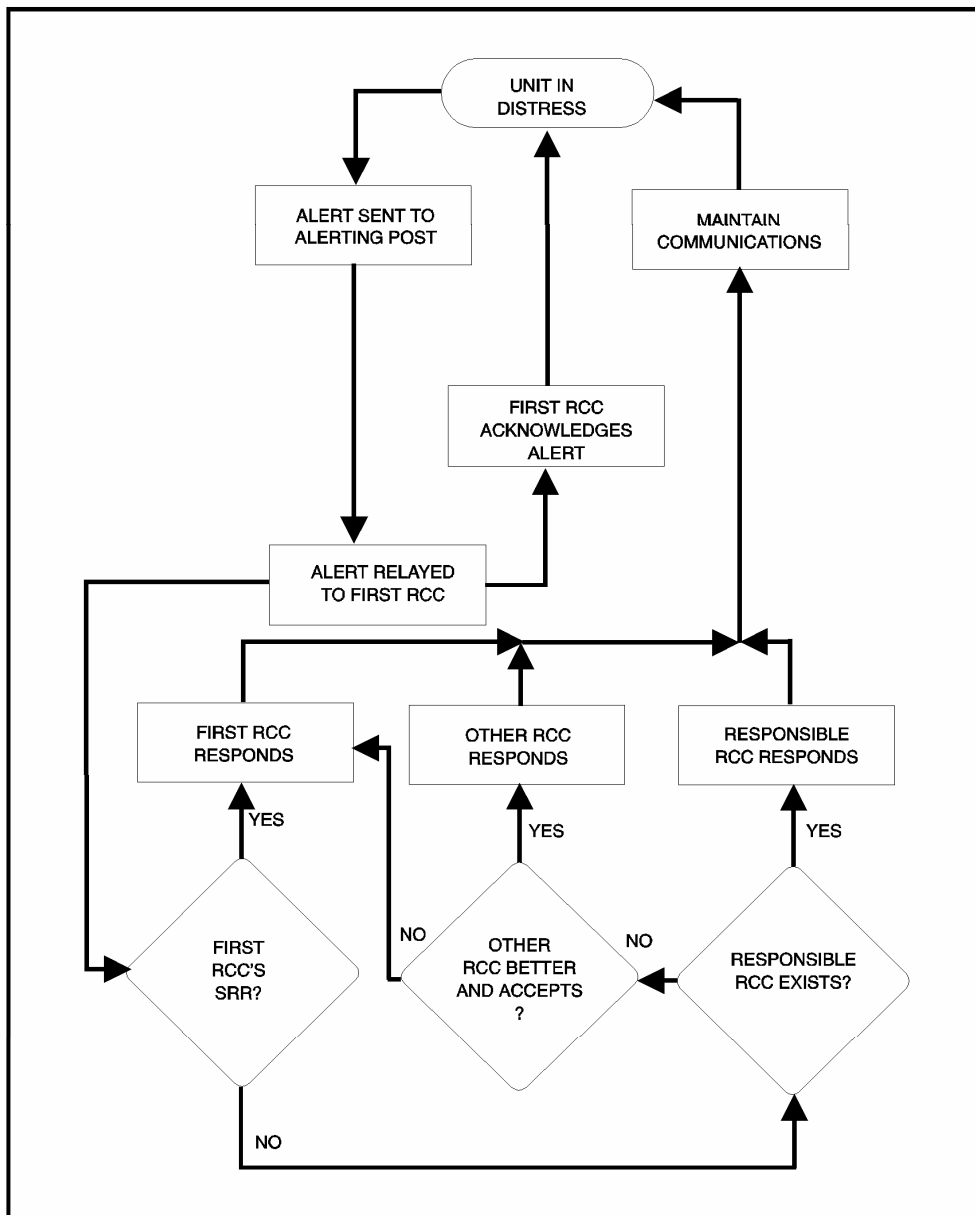 UNIT IN
DISTRESS
ALERT SENT TO
ALERTING POST
MAINTAIN
COMMUNICATIONS
FIRST RCC
ACKNOWLEDGES
ALERT
ALERT RELAYED
TO FIRST RCC
FIRST RCC
RESPONDS
OTHER RCC
RESPONDS
RESPONSIBLE
RCC RESPONDS
YES
YES
YES
FIRST
RCC'S
SRR?
NO
OTHER
RCC BETTER
AND ACCEPTS
?
NO
RESPONSIBLE
RCC EXISTS?
NO